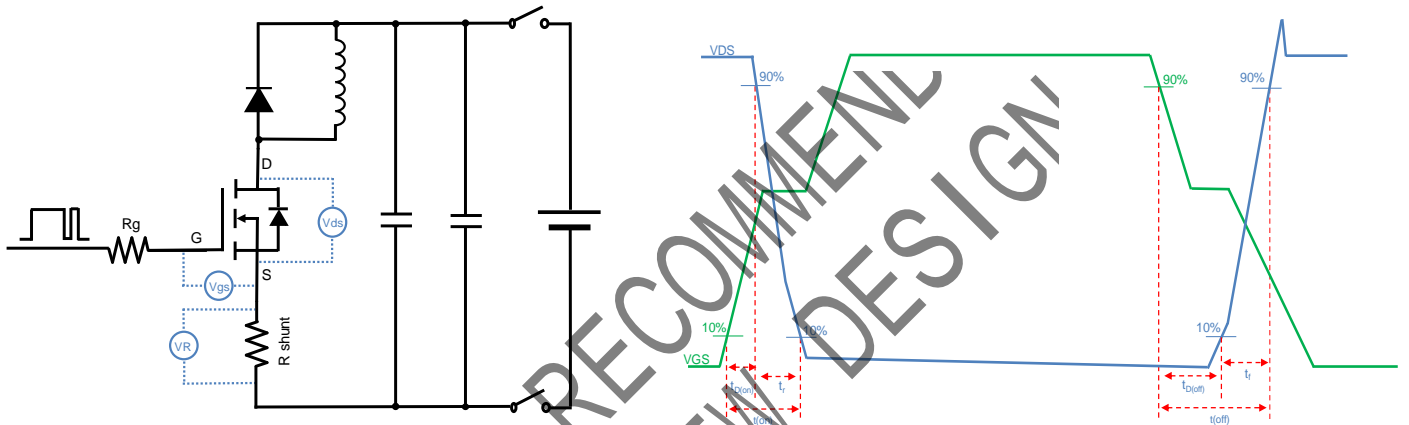 D
Rg
G
S
Vds
Vgs
VR
R shunt
VDS
90%
90%
90%
10%
10%
10%
VGS
tD(on)
tr
t(on)
tD(off)
tf
t(off)
RECOMMEND
DESIGN